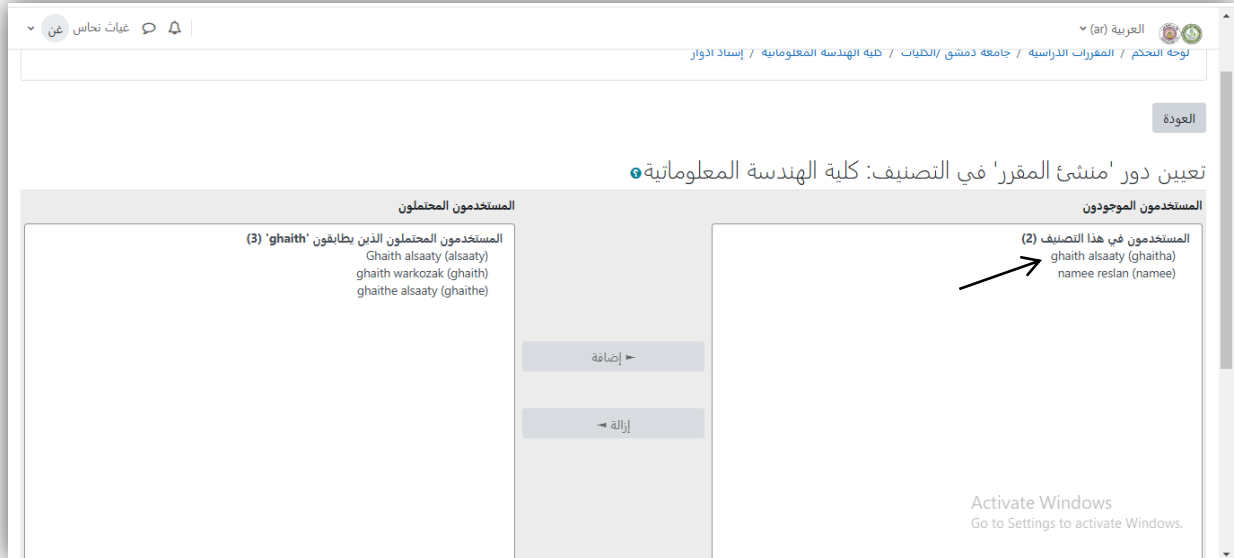 العربية (ar)
غياث نحاس غن
لوحة التحكم / المقررات الدراسية / جامعة دمشق /الكليات / كلية الهندسة المعلوماتية / إسناد أدوار
العودة
تعيين دور 'منشئ المقرر' في التصنيف: كلية الهندسة المعلوماتية
المستخدمون الموجودون
المستخدمون في هذا التصنيف (2)
ghaith alsaaty (ghaitha)
namee reslan (namee)
إضافة
إزالة
المستخدمون المحتملون
المستخدمون المحتملون الذين يطابقون 'ghaith' (3)
Ghaith alsaaty (alsaaty)
ghaith warkozak (ghaith)
ghaithe alsaaty (ghaithe)
Activate Windows
Go to Settings to activate Windows.